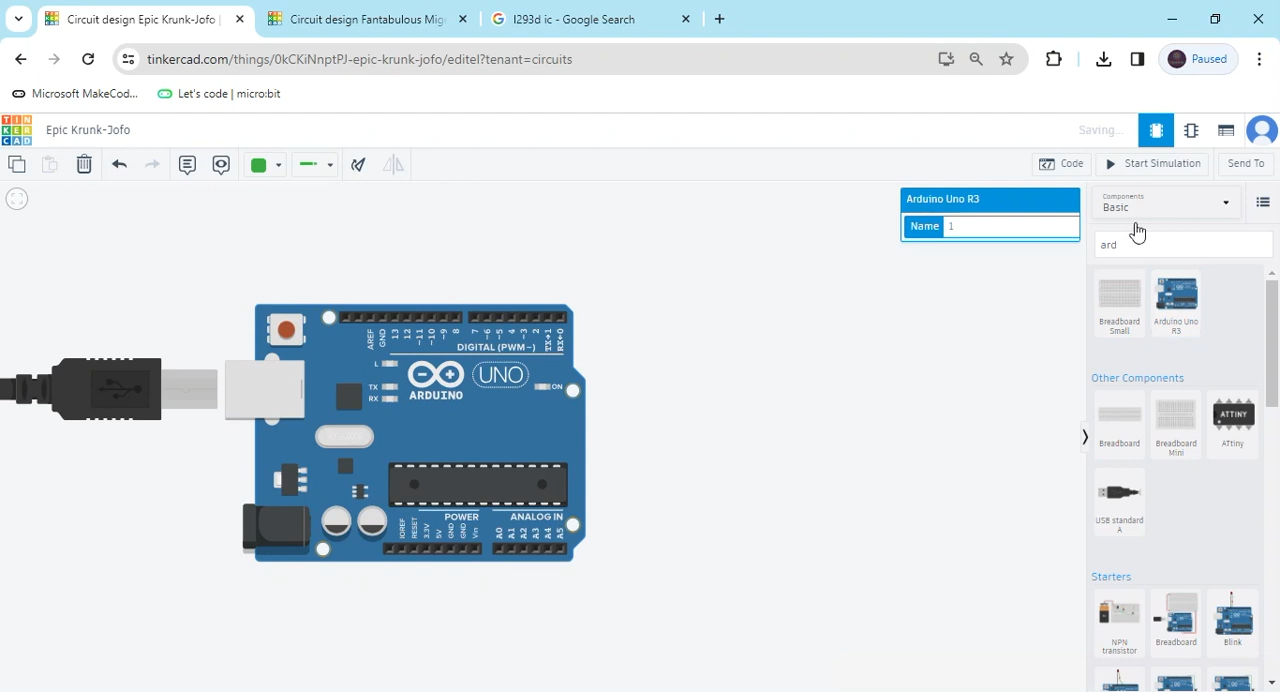 Circuit design Epic Krunk-Jofo
Circuit design Fantabulous Mig
l293d ic - Google Search
tinkercad.com/things/0kCKiNnptPJ-epic-krunk-jofo/editel?tenant=circuits
Paused
Microsoft MakeCod...
Let's code | micro:bit
TIN
KER
CAD
Epic Krunk-Jofo
Saving...
Code
Start Simulation
Send To
Arduino Uno R3
Name 1
Components
Basic
ard
Breadboard
Small
Arduino Uno
R3
Other Components
Breadboard
Breadboard
Mini
ATTINY
ATtiny
USB standard
A
Starters
NPN
transistor
Breadboard
Blink
AREF
GND
13
12
~11
~10
~9
8
7
~6
~5
4
~3
2
TX→1
RX←0
DIGITAL (PWM~)
L
TX
RX
ARDUINO
UNO
ON
POWER
ANALOG IN
IOREF
RESET
3.3V
5V
GND
GND
Vin
A0
A1
A2
A3
A4
A5